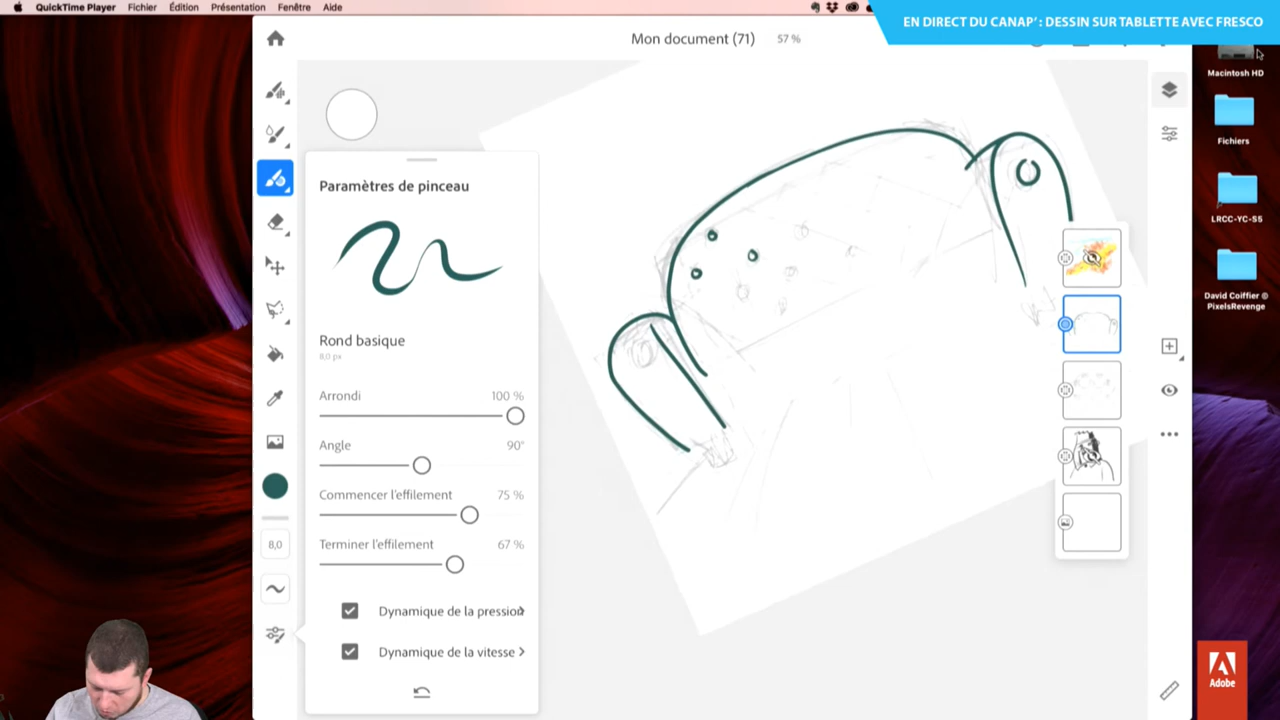 QuickTime Player Fichier Édition Présentation Fenêtre Aide
EN DIRECT DU CANAP' : DESSIN SUR TABLETTE AVEC FRESCO
Mon document (71) 57 %
Macintosh HD
Fichiers
LRCC-YC-S5
David Coiffier ©
PixelsRevenge
Paramètres de pinceau
Rond basique
8,0 px
Arrondi 100 %
Angle 90°
Commencer l'effilement 75 %
Terminer l'effilement 67 %
Dynamique de la pression
Dynamique de la vitesse
8,0
Adobe